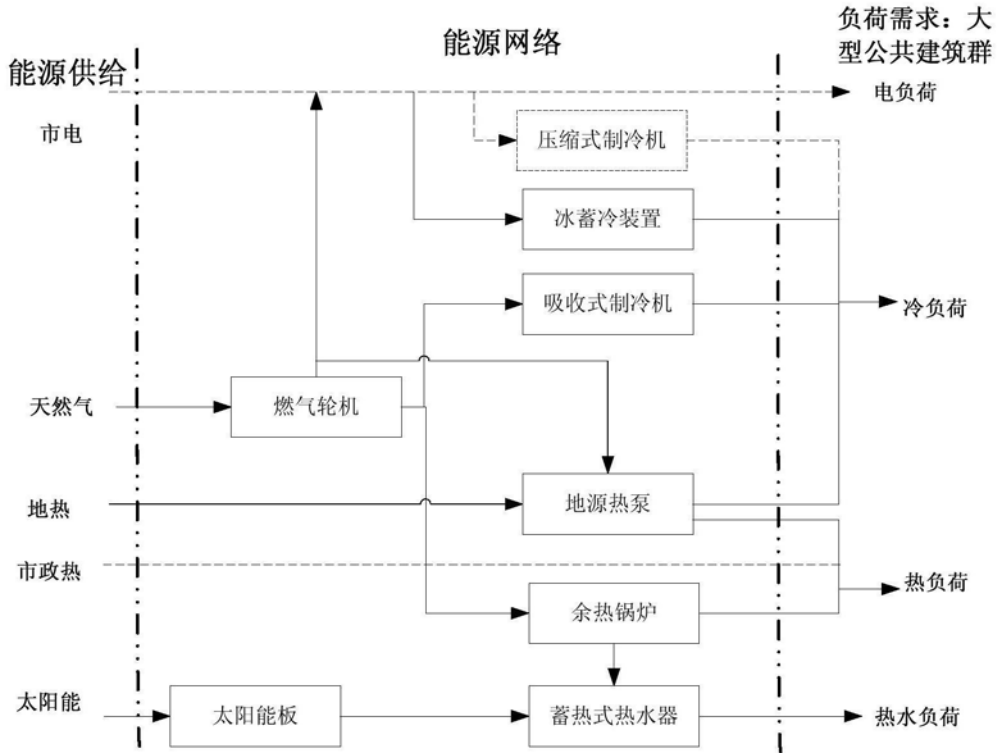 负荷需求：大
型公共建筑群
能源网络
能源供给
电负荷
市电
压缩式制冷机
冰蓄冷装置
吸收式制冷机
冷负荷
天然气
燃气轮机
地热
地源热泵
市政热
热负荷
余热锅炉
太阳能
太阳能板
蓄热式热水器
热水负荷